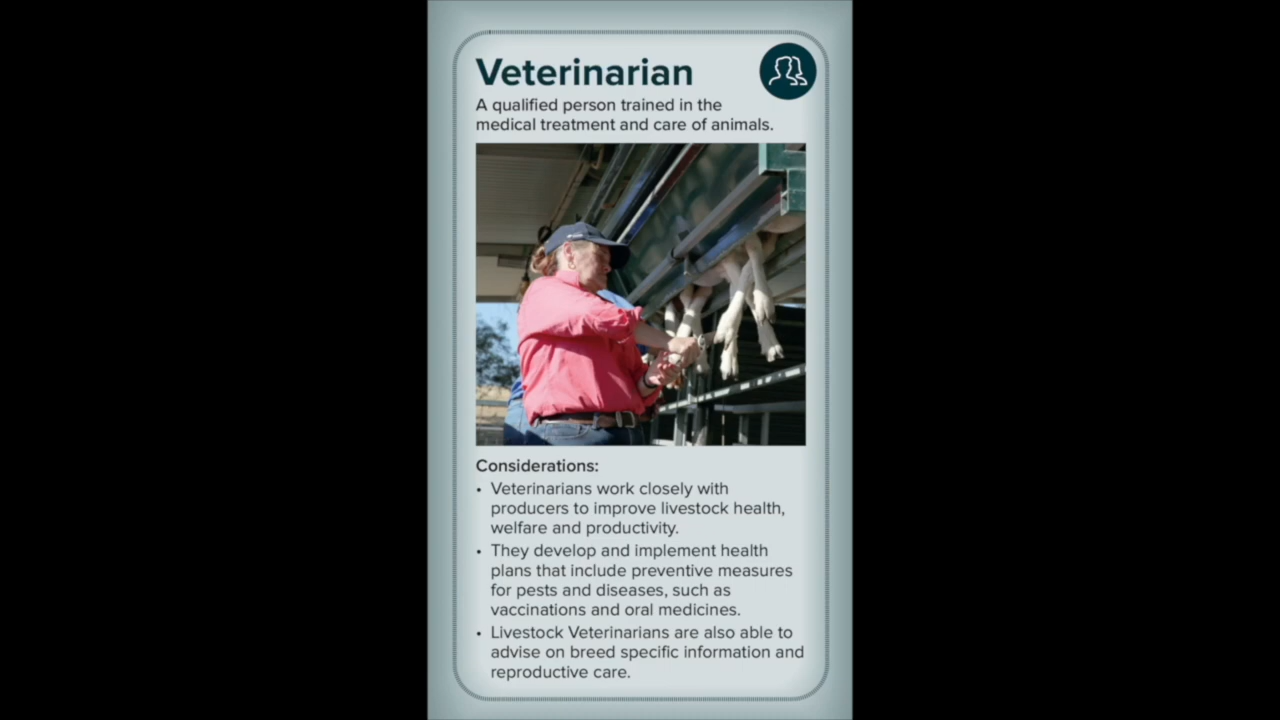 Veterinarian
A qualified person trained in the
medical treatment and care of animals.
Considerations:
• Veterinarians work closely with
producers to improve livestock health,
welfare and productivity.
• They develop and implement health
plans that include preventive measures
for pests and diseases, such as
vaccinations and oral medicines.
• Livestock Veterinarians are also able to
advise on breed specific information and
reproductive care.